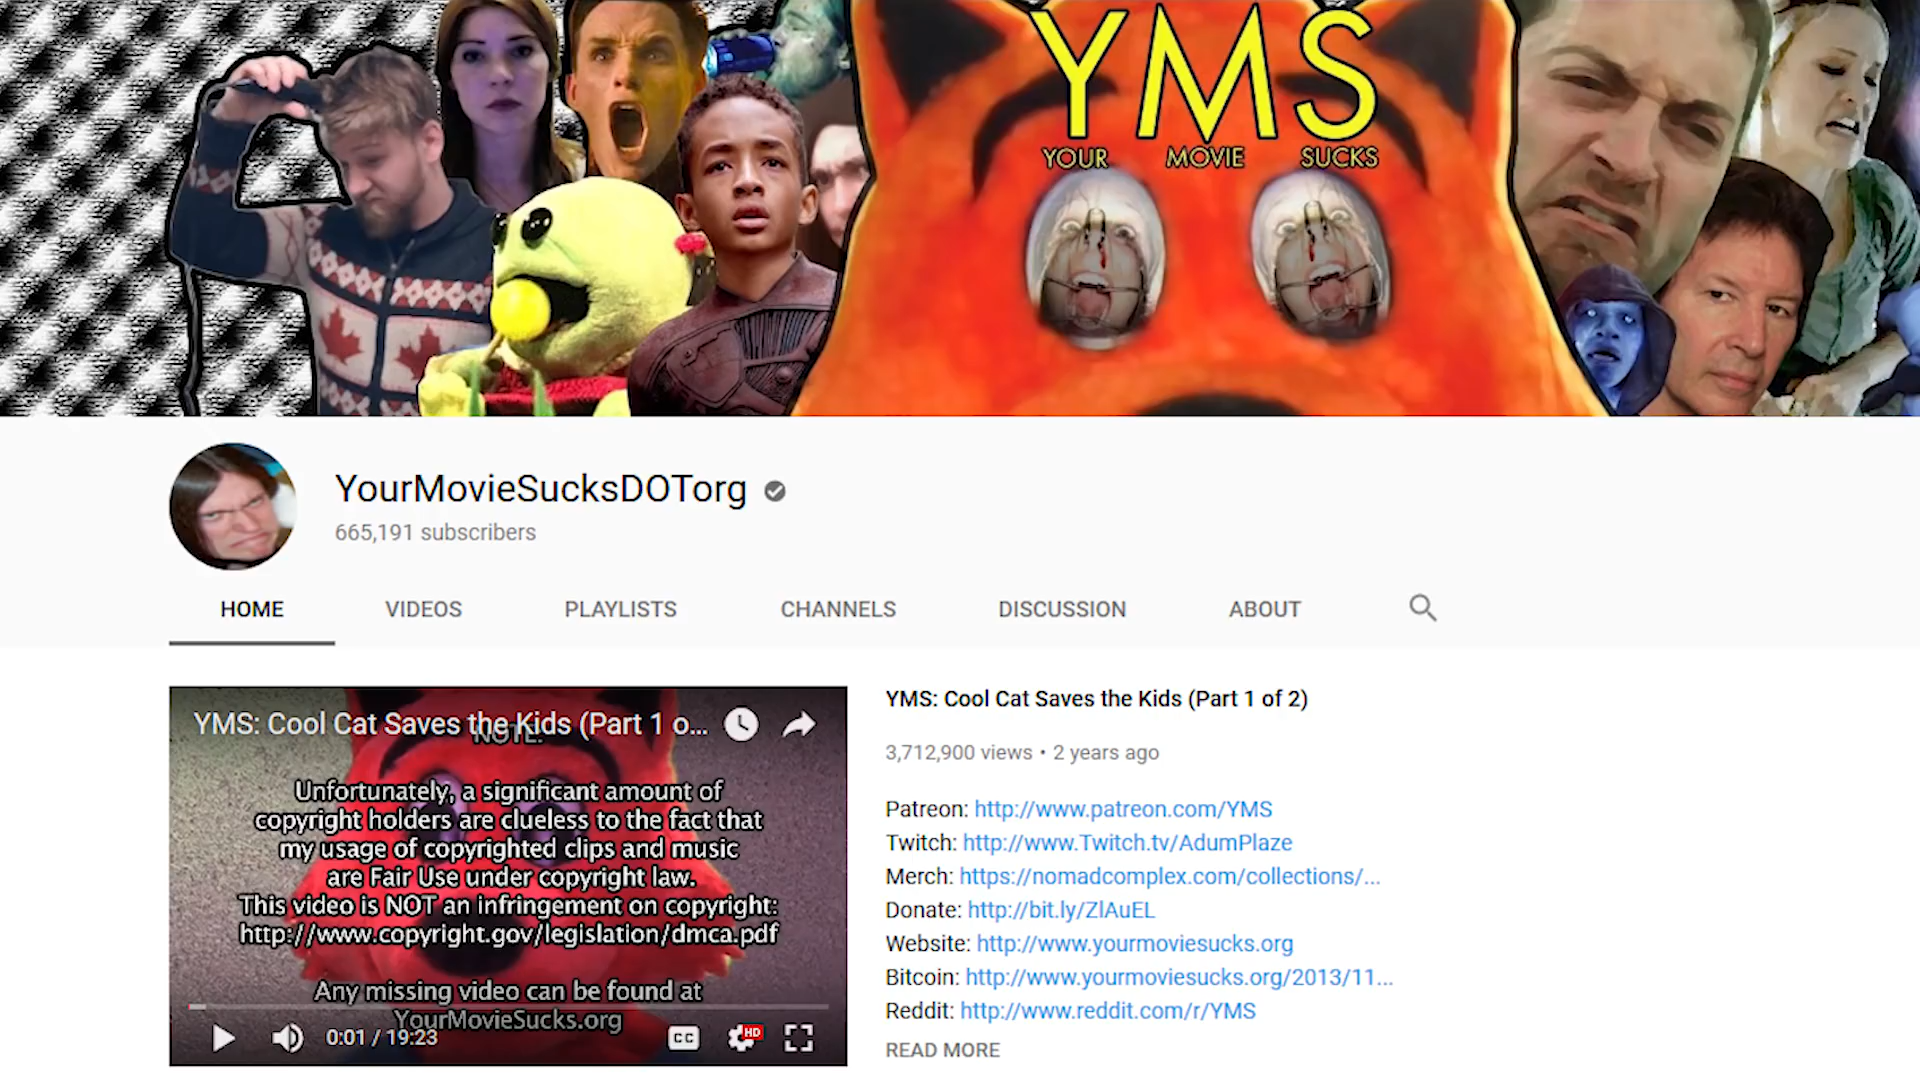 YMS
YOUR MOVIE SUCKS
YourMovieSucksDOTorg
665,191 subscribers
HOME VIDEOS PLAYLISTS CHANNELS DISCUSSION ABOUT
YMS: Cool Cat Saves the Kids (Part 1 o...
NOTE:
Unfortunately, a significant amount of
copyright holders are clueless to the fact that
my usage of copyrighted clips and music
are Fair Use under copyright law.
This video is NOT an infringement on copyright:
http://www.copyright.gov/legislation/dmca.pdf
Any missing video can be found at
YourMovieSucks.org
0:01 / 19:23
CC
HD
YMS: Cool Cat Saves the Kids (Part 1 of 2)
3,712,900 views • 2 years ago
Patreon: http://www.patreon.com/YMS
Twitch: http://www.Twitch.tv/AdumPlaze
Merch: https://nomadcomplex.com/collections/...
Donate: http://bit.ly/ZlAuEL
Website: http://www.yourmoviesucks.org
Bitcoin: http://www.yourmoviesucks.org/2013/11...
Reddit: http://www.reddit.com/r/YMS
READ MORE